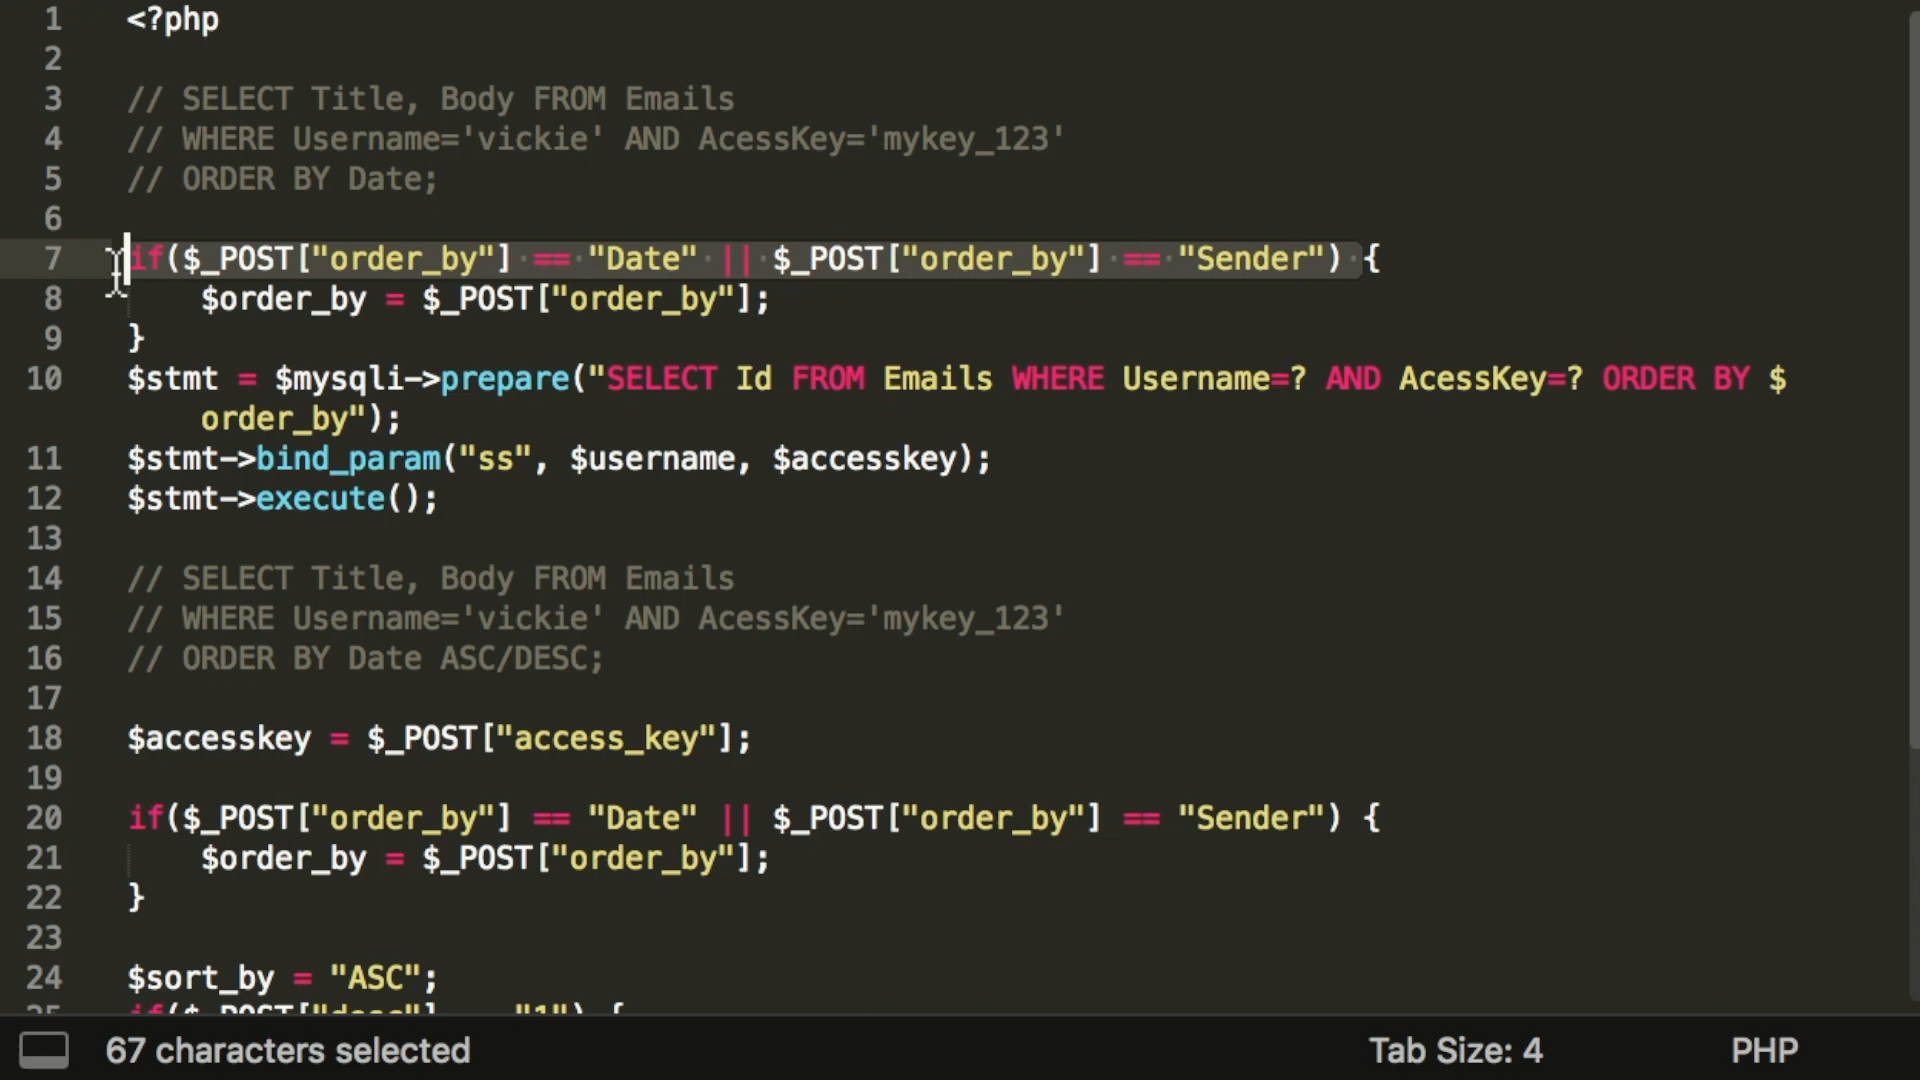 1 <?php
2
3 // SELECT Title, Body FROM Emails
4 // WHERE Username='vickie' AND AcessKey='mykey_123'
5 // ORDER BY Date;
6
7 if($_POST["order_by"] == "Date" || $_POST["order_by"] == "Sender") {
8 $order_by = $_POST["order_by"];
9 }
10 $stmt = $mysqli->prepare("SELECT Id FROM Emails WHERE Username=? AND AcessKey=? ORDER BY $
order_by");
11 $stmt->bind_param("ss", $username, $accesskey);
12 $stmt->execute();
13
14 // SELECT Title, Body FROM Emails
15 // WHERE Username='vickie' AND AcessKey='mykey_123'
16 // ORDER BY Date ASC/DESC;
17
18 $accesskey = $_POST["access_key"];
19
20 if($_POST["order_by"] == "Date" || $_POST["order_by"] == "Sender") {
21 $order_by = $_POST["order_by"];
22 }
23
24 $sort_by = "ASC";
25 if($_POST["desc"] "1") {
67 characters selected Tab Size: 4 PHP